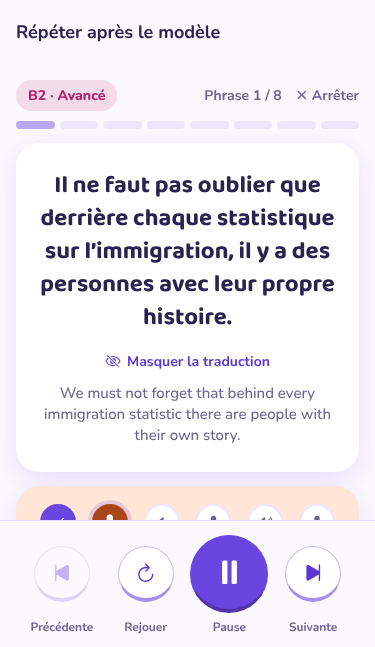 Répéter après le modèle
B2 · Avancé
Phrase 1 / 8
✕ Arrêter
Il ne faut pas oublier que
derrière chaque statistique
sur l'immigration, il y a des
personnes avec leur propre
histoire.
Masquer la traduction
We must not forget that behind every
immigration statistic there are people with
their own story.
Précédente
Rejouer
Pause
Suivante